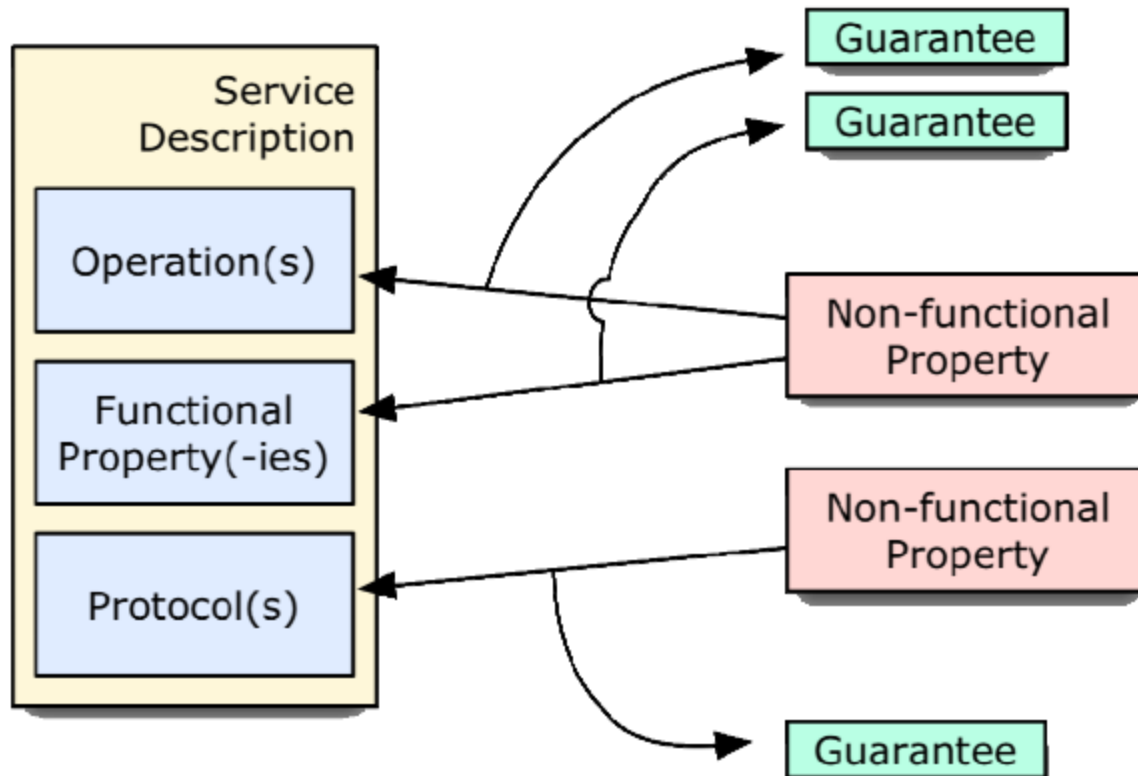 Guarantee
Guarantee
Service
Description
Operation(s)
Functional
Property(-ies)
Protocol(s)
Non-functional
Property
Non-functional
Property
Guarantee